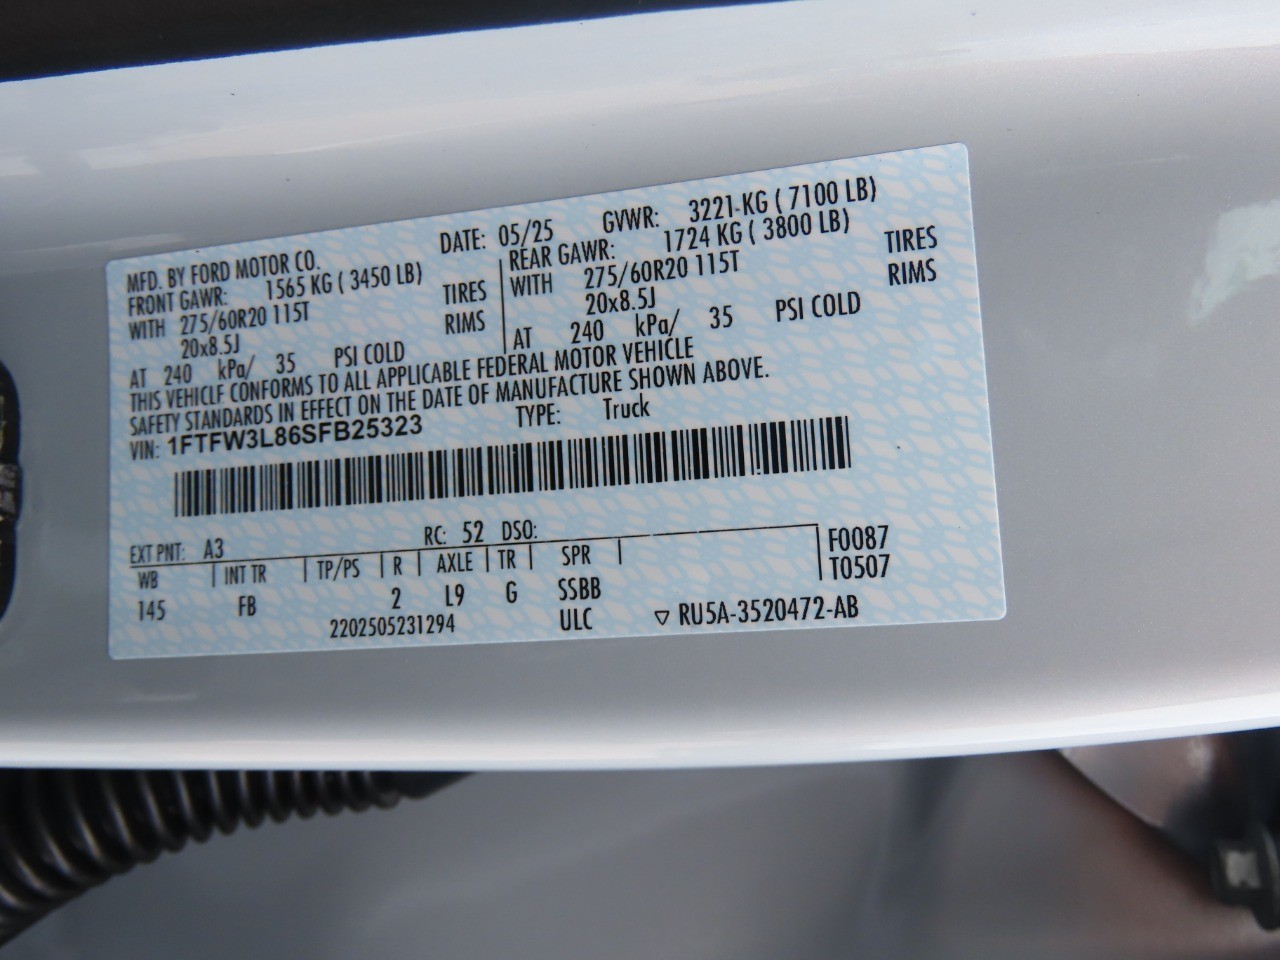 MFD. BY FORD MOTOR CO. DATE: 05/25 GVWR: 3221-KG ( 7100 LB)
FRONT GAWR: 1565 KG ( 3450 LB) REAR GAWR: 1724 KG ( 3800 LB)
WITH 275/60R20 115T TIRES WITH 275/60R20 115T TIRES
20x8.5J RIMS 20x8.5J RIMS
AT 240 kPa/ 35 PSI COLD AT 240 kPa/ 35 PSI COLD
THIS VEHICLE CONFORMS TO ALL APPLICABLE FEDERAL MOTOR VEHICLE
SAFETY STANDARDS IN EFFECT ON THE DATE OF MANUFACTURE SHOWN ABOVE.
VIN: 1FTFW3L86SFB25323 TYPE: Truck
EXT PNT: A3 RC: 52 DSO: F0087
WB INT TR TP/PS R AXLE TR SPR T0507
145 FB 2 L9 G SSBB
2202505231294 ULC ▽ RU5A-3520472-AB